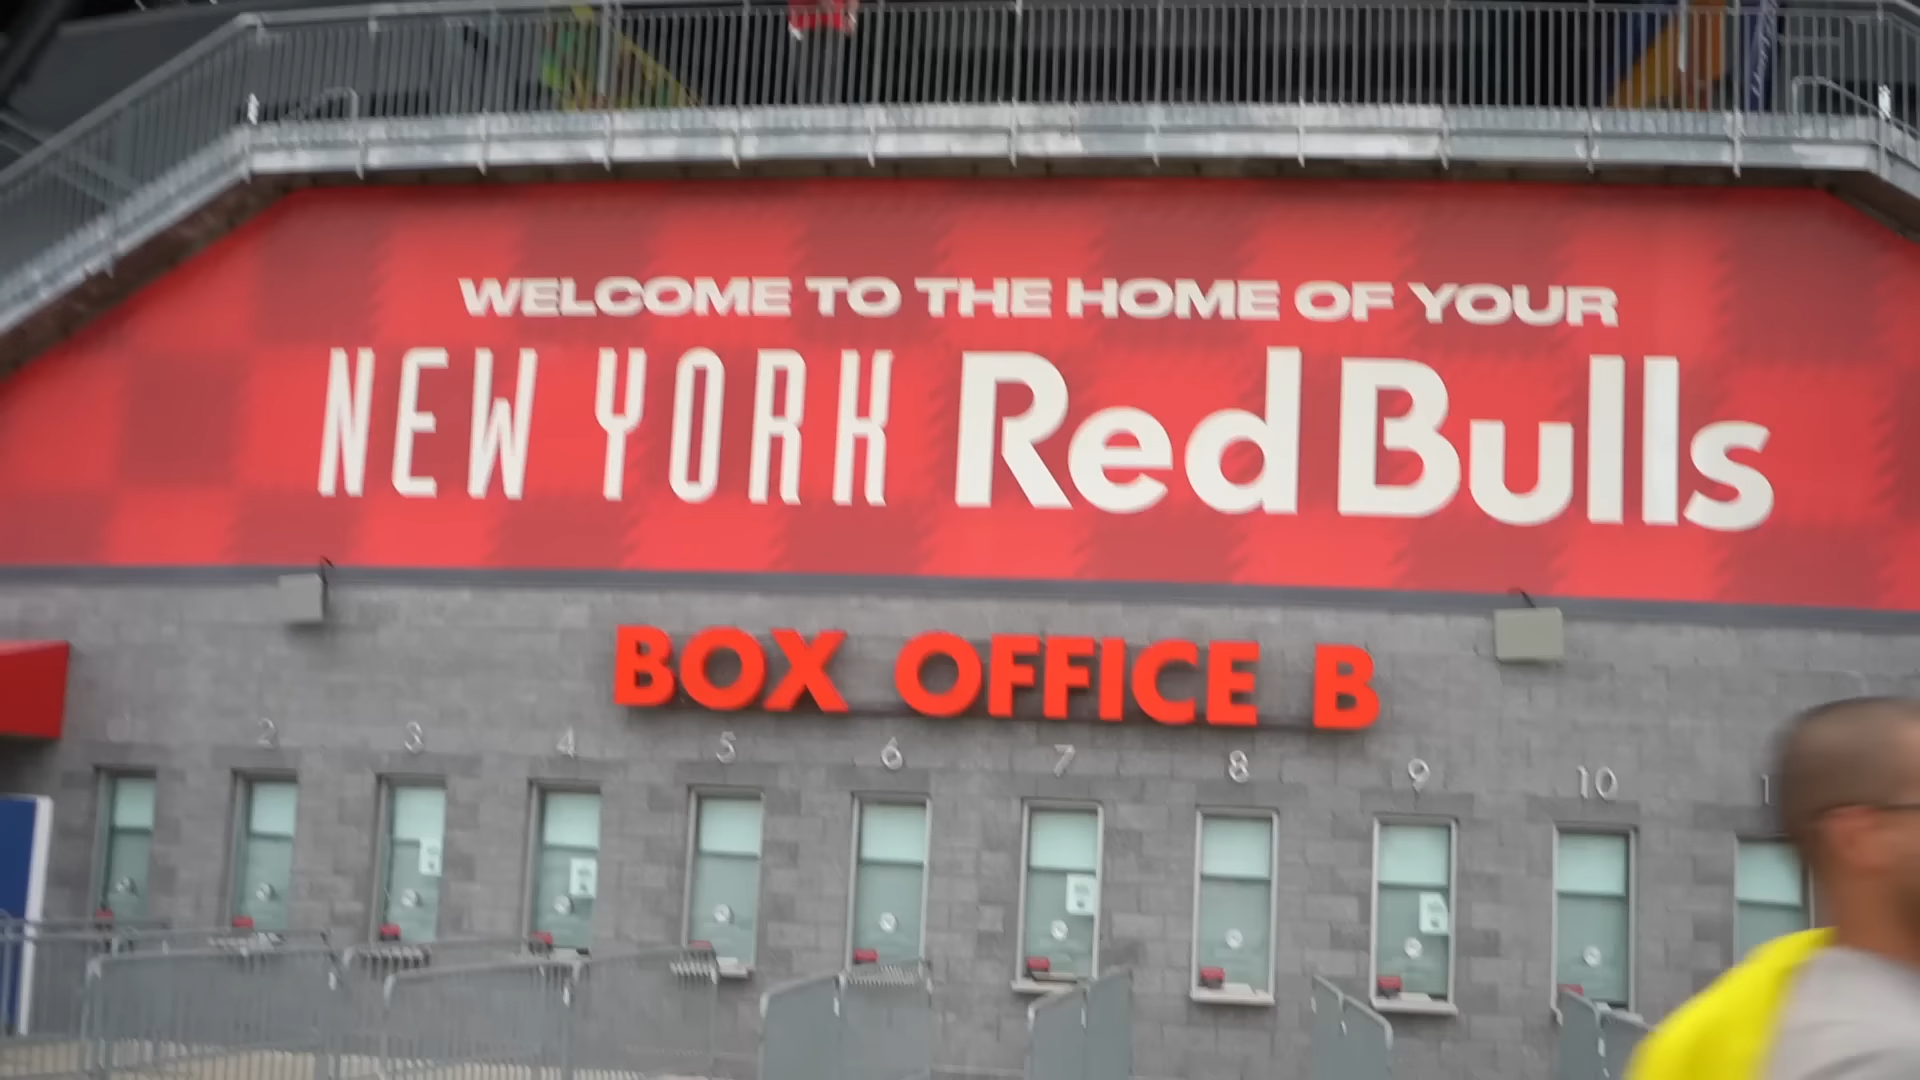 WELCOME TO THE HOME OF YOUR
NEW YORK Red Bulls
BOX OFFICE B
2 3 4 5 6 7 8 9 10